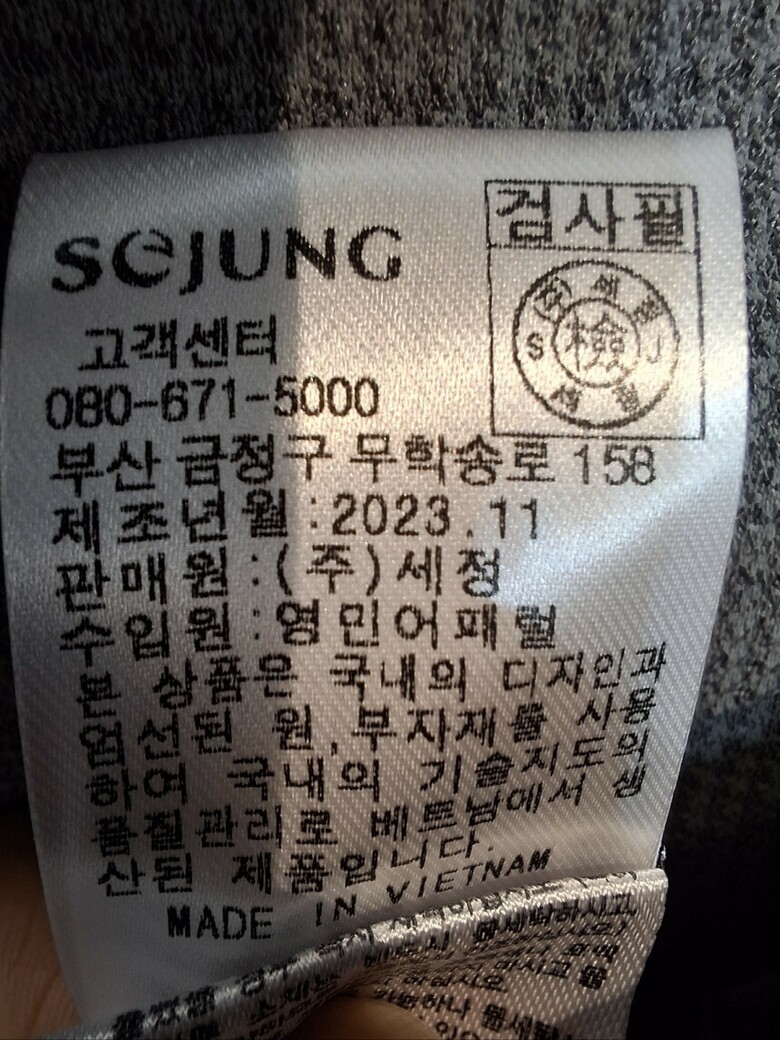 SEJUNG
검사필
(주)세정
S 檢 J
고객센터
080-671-5000
부산 금정구 무학송로 158
제조년월:2023.11
판매원:(주)세정
수입원:영민어패럴
본 상품은 국내의 디자인과
엄선된 원,부자재를 사용
하여 국내의 기술지도의
품질관리로 베트남에서 생
산된 제품입니다.
MADE IN VIETNAM